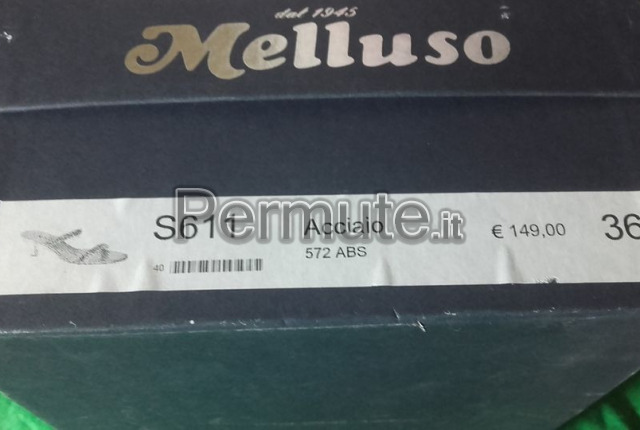 dal 1945
Melluso
S611 Acciaio € 149,00 36
572 ABS
40
Permute.it